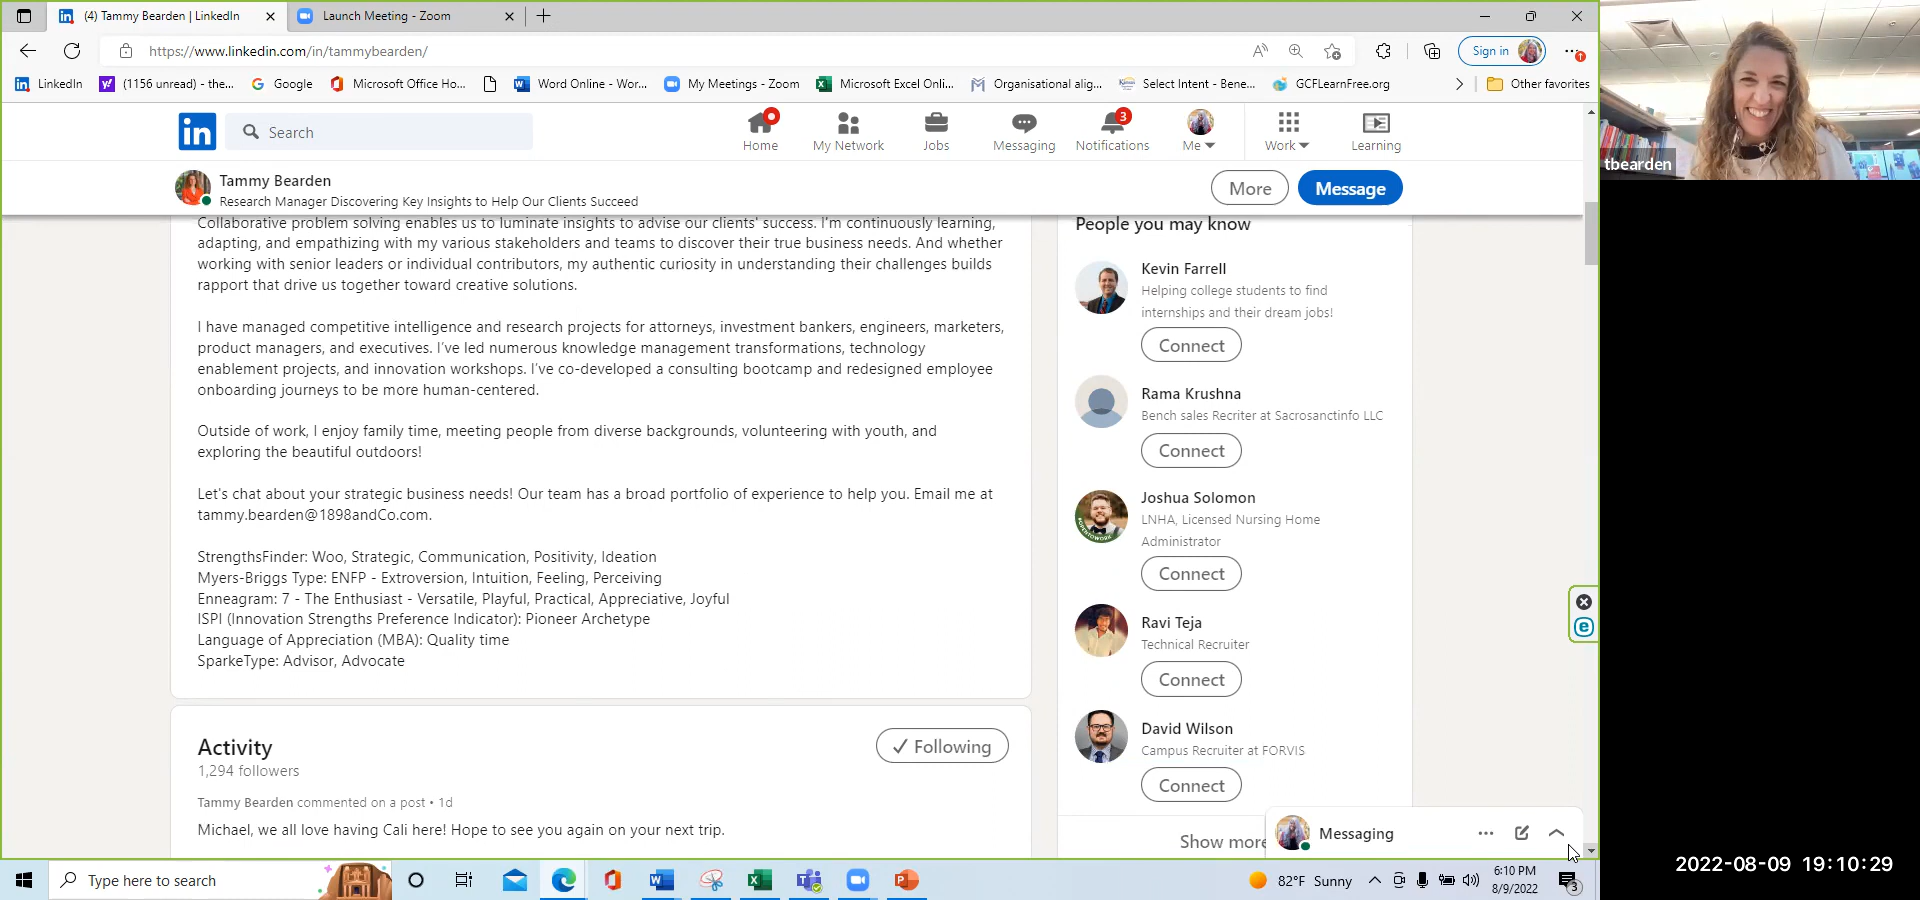 (4) Tammy Bearden | LinkedIn
Launch Meeting - Zoom
https://www.linkedin.com/in/tammybearden/
Sign in
LinkedIn
(1156 unread) - the...
Google
Microsoft Office Ho...
Word Online - Wor...
My Meetings - Zoom
Microsoft Excel Onli...
Organisational alig...
Select Intent - Bene...
GCFLearnFree.org
Other favorites
in
Search
Home
My Network
Jobs
Messaging
3
Notifications
Me
Work
Learning
Tammy Bearden
Research Manager Discovering Key Insights to Help Our Clients Succeed
More
Message
Collaborative problem solving enables us to luminate insights to advise our clients' success. I'm continuously learning,
adapting, and empathizing with my various stakeholders and teams to discover their true business needs. And whether
working with senior leaders or individual contributors, my authentic curiosity in understanding their challenges builds
rapport that drive us together toward creative solutions.
I have managed competitive intelligence and research projects for attorneys, investment bankers, engineers, marketers,
product managers, and executives. I've led numerous knowledge management transformations, technology
enablement projects, and innovation workshops. I've co-developed a consulting bootcamp and redesigned employee
onboarding journeys to be more human-centered.
Outside of work, I enjoy family time, meeting people from diverse backgrounds, volunteering with youth, and
exploring the beautiful outdoors!
Let's chat about your strategic business needs! Our team has a broad portfolio of experience to help you. Email me at
tammy.bearden@1898andCo.com.
StrengthsFinder: Woo, Strategic, Communication, Positivity, Ideation
Myers-Briggs Type: ENFP - Extroversion, Intuition, Feeling, Perceiving
Enneagram: 7 - The Enthusiast - Versatile, Playful, Practical, Appreciative, Joyful
ISPI (Innovation Strengths Preference Indicator): Pioneer Archetype
Language of Appreciation (MBA): Quality time
SparkeType: Advisor, Advocate
Activity
1,294 followers
Following
Tammy Bearden commented on a post • 1d
Michael, we all love having Cali here! Hope to see you again on your next trip.
People you may know
Kevin Farrell
Helping college students to find
internships and their dream jobs!
Connect
Rama Krushna
Bench sales Recriter at Sacrosanctinfo LLC
Connect
Joshua Solomon
LNHA, Licensed Nursing Home
Administrator
Connect
Ravi Teja
Technical Recruiter
Connect
David Wilson
Campus Recruiter at FORVIS
Connect
Show more
Messaging
Type here to search
82°F Sunny
6:10 PM
8/9/2022
3
tbearden
2022-08-09 19:10:29